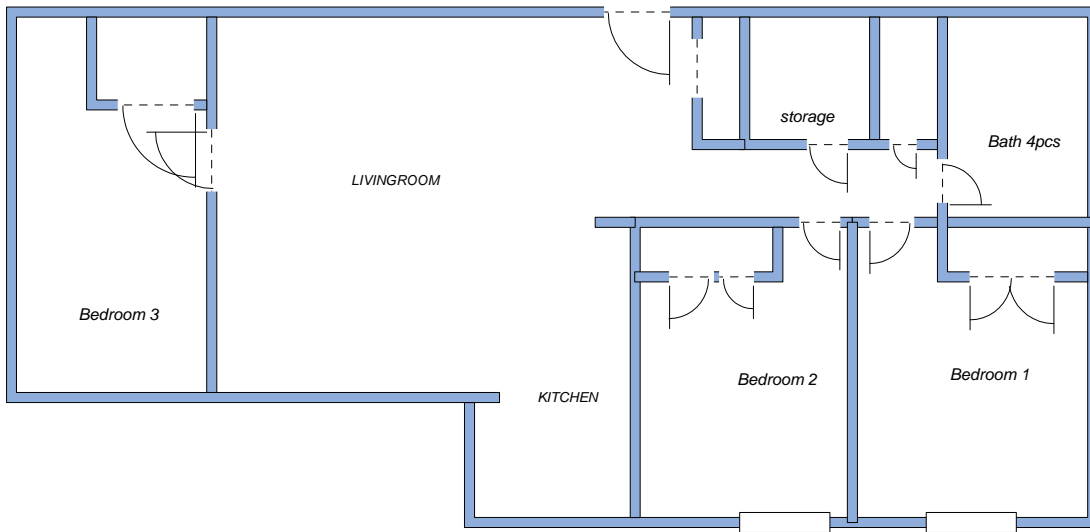 storage
Bath 4pcs
LIVINGROOM
Bedroom 3
Bedroom 2
Bedroom 1
KITCHEN